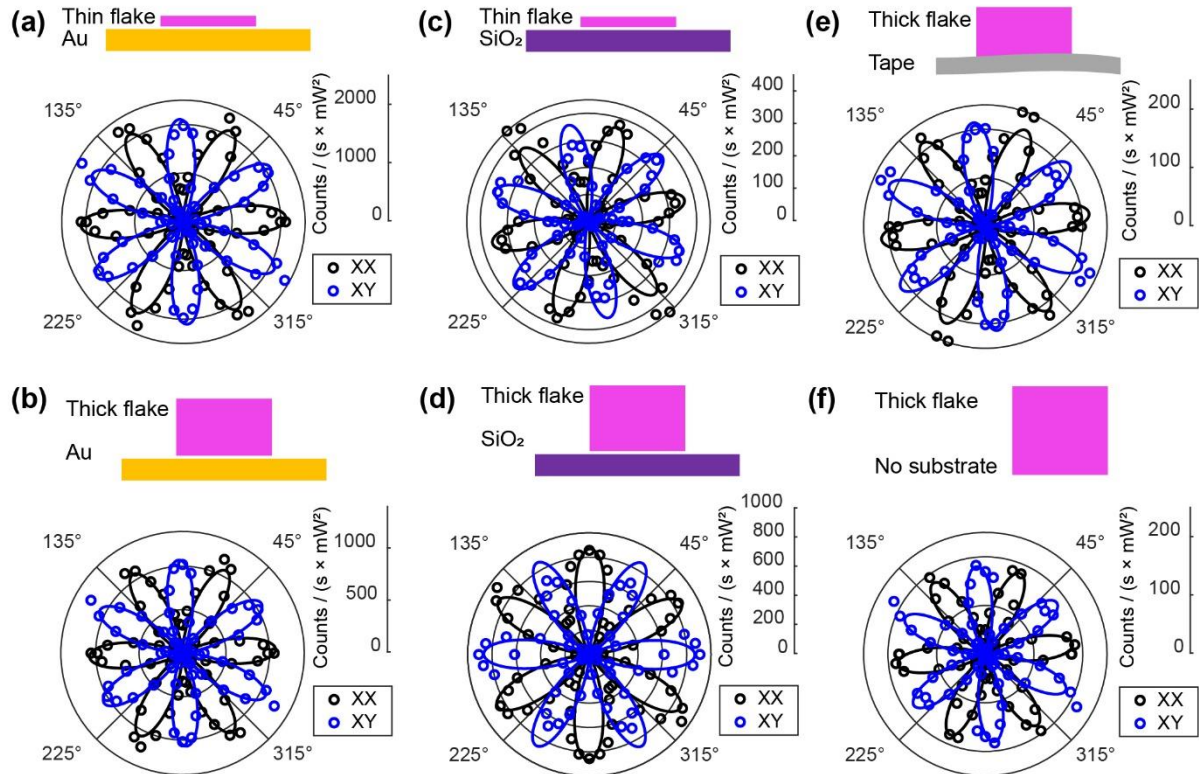 (a)
Thin flake
Au
135°
45°
225°
315°
2000
1000
0
Counts / (s × mW²)
XX
XY
(c)
Thin flake
SiO₂
135°
45°
225°
315°
400
300
200
100
0
Counts / (s × mW²)
XX
XY
(e)
Thick flake
Tape
135°
45°
225°
315°
200
100
0
Counts / (s × mW²)
XX
XY
(b)
Thick flake
Au
135°
45°
225°
315°
1000
500
0
Counts / (s × mW²)
XX
XY
(d)
Thick flake
SiO₂
135°
45°
225°
315°
1000
800
600
400
200
0
Counts / (s × mW²)
XX
XY
(f)
Thick flake
No substrate
135°
45°
225°
315°
200
100
0
Counts / (s × mW²)
XX
XY